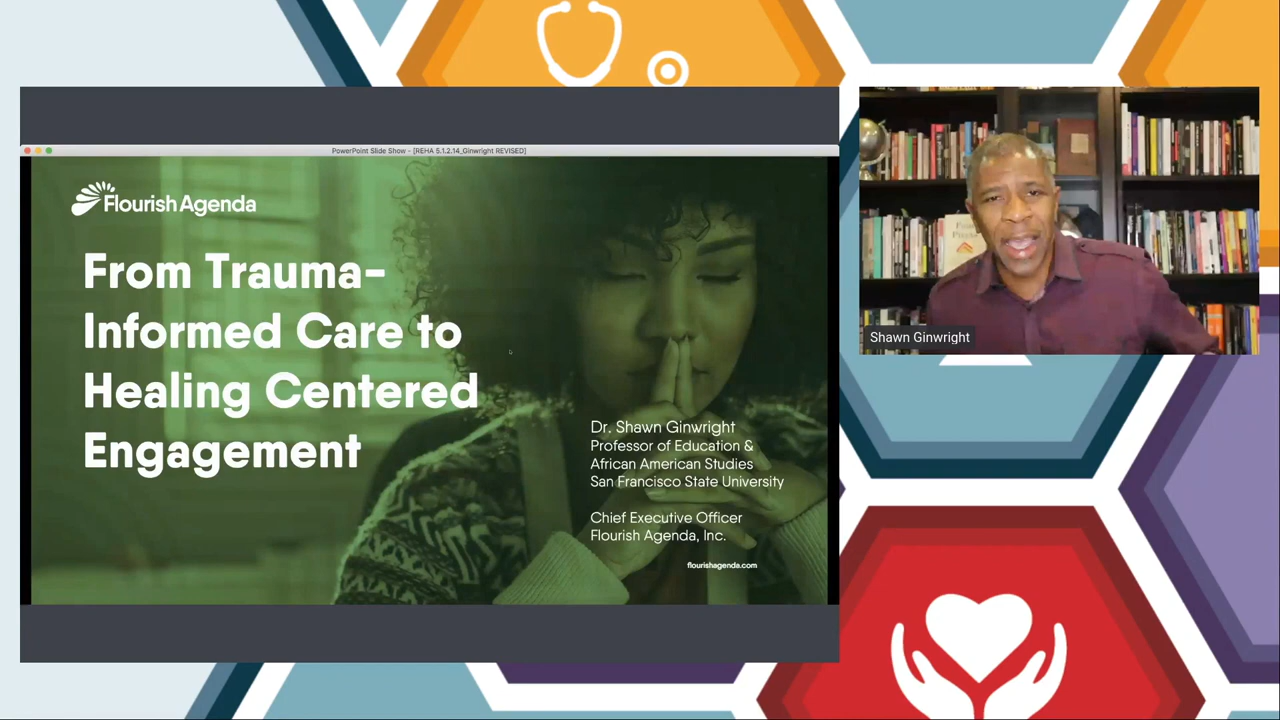 PowerPoint Slide Show - [REHA 5.1.2.14_Ginwright REVISED]
Flourish Agenda
From Trauma-
Informed Care to
Healing Centered
Engagement
Dr. Shawn Ginwright
Professor of Education &
African American Studies
San Francisco State University
Chief Executive Officer
Flourish Agenda, Inc.
flourishagenda.com
Shawn Ginwright